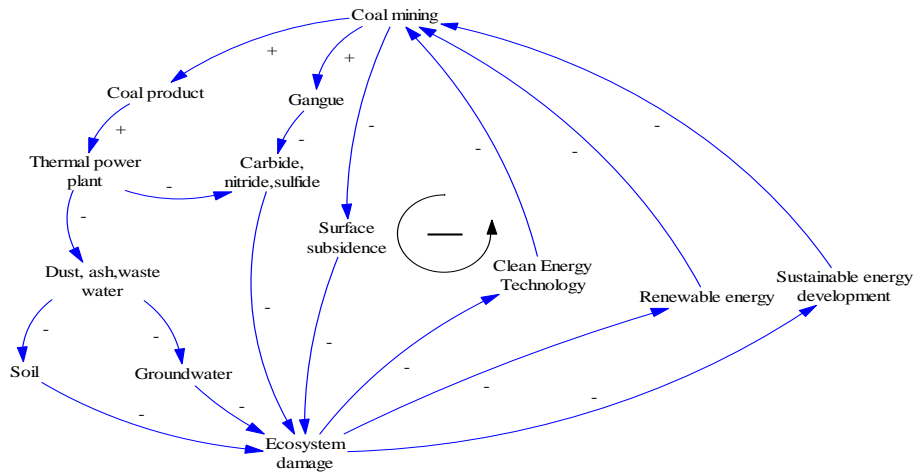 Coal mining
+
+
Coal product
Gangue
-
+
-
-
-
-
Thermal power
plant
Carbide,
nitride,sulfide
-
-
Surface
subsidence
—
Clean Energy
Technology
Sustainable energy
development
Renewable energy
Dust, ash,waste
water
-
-
-
-
Soil
Groundwater
-
-
-
-
-
-
Ecosystem
damage